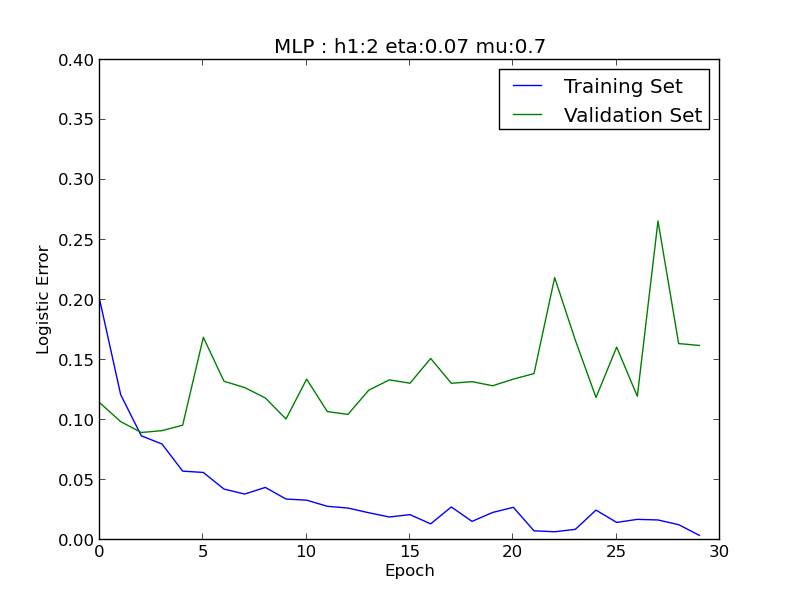 MLP : h1:2 eta:0.07 mu:0.7
Training Set
Validation Set
0.40
0.35
0.30
0.25
0.20
0.15
0.10
0.05
0.00
Logistic Error
0 5 10 15 20 25 30
Epoch